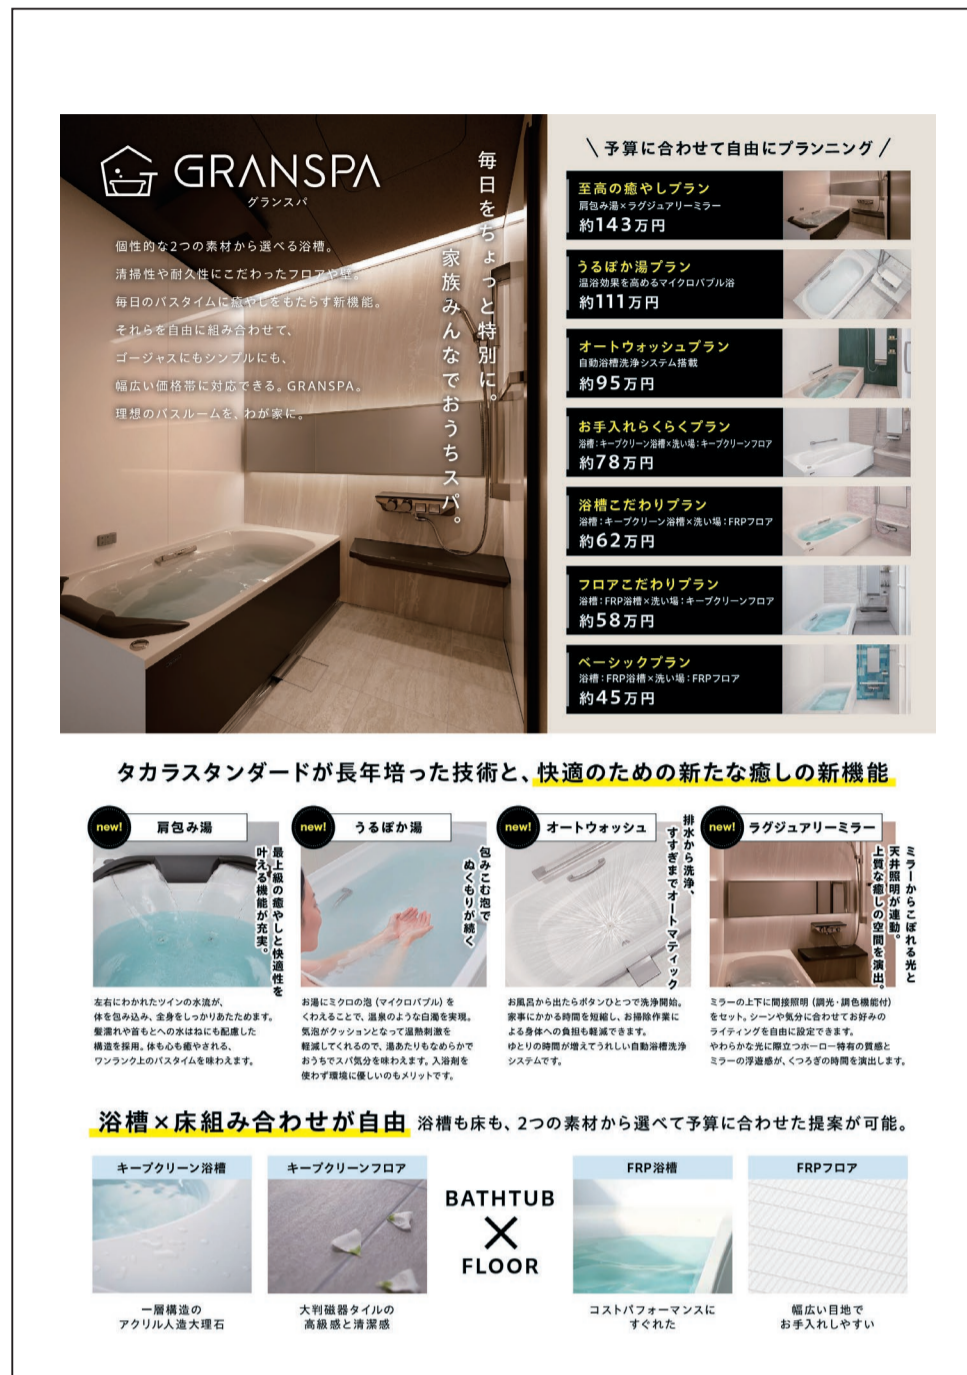 GRANSPA
グランスパ
個性的な2つの素材から選べる浴槽。
清掃性や耐久性にこだわったフロアや壁。
毎日のバスタイムに癒やしをもたらす新機能。
それらを自由に組み合わせて、
ゴージャスにもシンプルにも、
幅広い価格帯に対応できる。GRANSPA。
理想のバスルームを、わが家に。
毎日をちょっと特別に。
家族みんなでおうちスパ。
\ 予算に合わせて自由にプランニング /
至高の癒やしプラン
肩包み湯×ラグジュアリーミラー
約143万円
うるぽか湯プラン
温浴効果を高めるマイクロバブル浴
約111万円
オートウォッシュプラン
自動浴槽洗浄システム搭載
約95万円
お手入れらくらくプラン
浴槽:キープクリーン浴槽×洗い場:キープクリーンフロア
約78万円
浴槽こだわりプラン
浴槽:キープクリーン浴槽×洗い場:FRPフロア
約62万円
フロアこだわりプラン
浴槽:FRP浴槽×洗い場:キープクリーンフロア
約58万円
ベーシックプラン
浴槽:FRP浴槽×洗い場:FRPフロア
約45万円
タカラスタンダードが長年培った技術と、快適のための新たな癒しの新機能
new!
肩包み湯
最上級の癒やしと快適性を
叶える機能が充実。
左右にわかれたツインの水流が、
体を包み込み、全身をしっかりあたためます。
髪濡れや首もとへの水はねにも配慮した
構造を採用。体も心も癒やされる、
ワンランク上のバスタイムを味わえます。
new!
うるぽか湯
包みこむ泡で
ぬくもりが続く
お湯にミクロの泡(マイクロバブル)を
くわえることで、温泉のような白濁を実現。
気泡がクッションとなって温熱刺激を
軽減してくれるので、湯あたりもなめらかで
おうちでスパ気分を味わえます。入浴剤を
使わず環境に優しいのもメリットです。
new!
オートウォッシュ
排水から洗浄、
すすぎまでオートマティック
お風呂から出たらボタンひとつで洗浄開始。
家事にかかる時間を短縮し、お掃除作業に
よる身体への負担も軽減できます。
ゆとりの時間が増えてうれしい自動浴槽洗浄
システムです。
new!
ラグジュアリーミラー
ミラーからこぼれる光と
天井照明が連動。
上質な癒しの空間を演出。
ミラーの上下に間接照明(調光・調色機能付)
をセット。シーンや気分に合わせてお好みの
ライティングを自由に設定できます。
やわらかな光に際立つホーロー特有の質感と
ミラーの浮遊感が、くつろぎの時間を演出します。
浴槽×床組み合わせが自由 浴槽も床も、2つの素材から選べて予算に合わせた提案が可能。
キープクリーン浴槽
一層構造の
アクリル人造大理石
キープクリーンフロア
大判磁器タイルの
高級感と清潔感
BATHTUB
×
FLOOR
FRP浴槽
コストパフォーマンスに
すぐれた
FRPフロア
幅広い目地で
お手入れしやすい